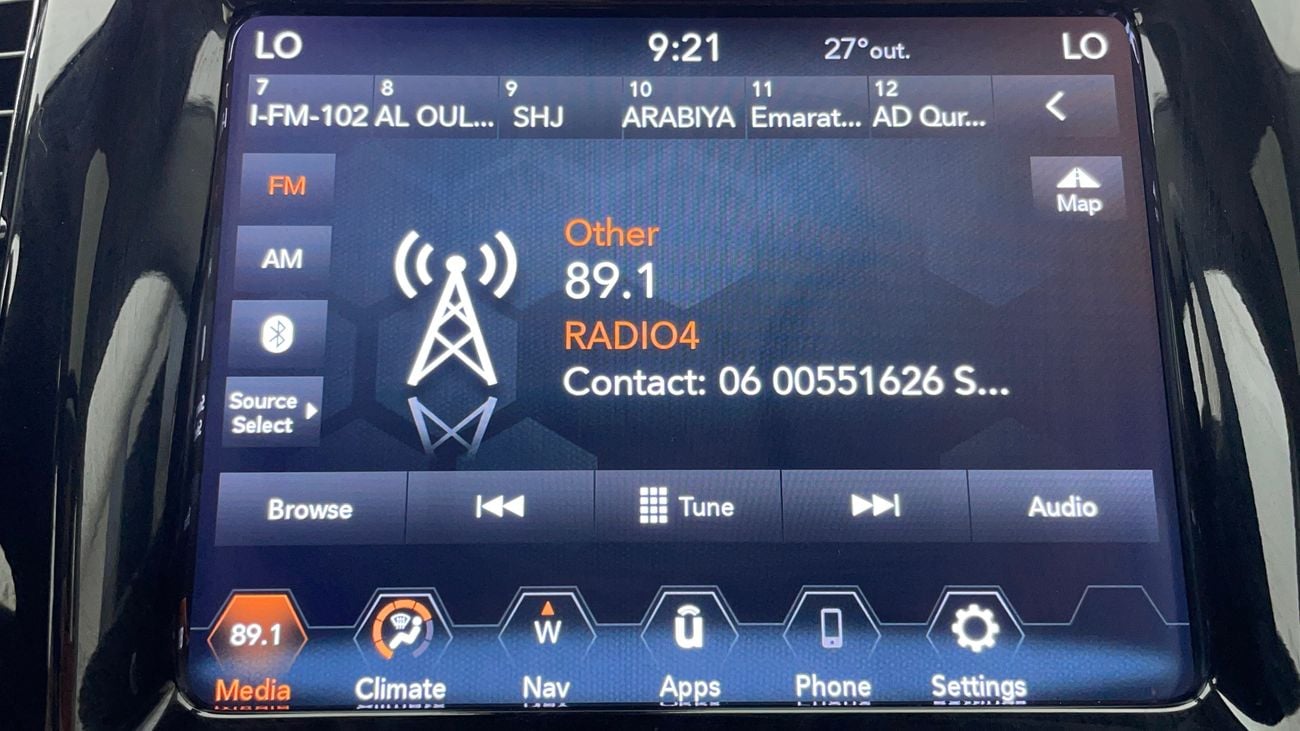 LO 9:21 27° out. LO
7 8 9 10 11 12
I-FM-102 AL OUL... SHJ ARABIYA Emarat... AD Qur...
FM
Map
AM
Other
89.1
RADIO4
Contact: 06 00551626 S...
Source
Select
Browse Tune Audio
89.1 W u
Media Climate Nav Apps Phone Settings